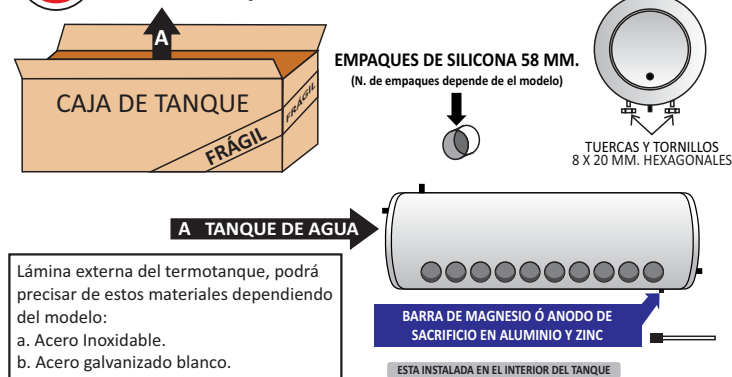 A
EMPAQUES DE SILICONA 58 MM.
(N. de empaques depende de el modelo)
CAJA DE TANQUE
FRÁGIL
FRAGIL
TUERCAS Y TORNILLOS
8 X 20 MM. HEXAGONALES
A TANQUE DE AGUA
Lámina externa del termotanque, podrá
precisar de estos materiales dependiendo
del modelo:
a. Acero Inoxidable.
b. Acero galvanizado blanco.
BARRA DE MAGNESIO Ó ANODO DE
SACRIFICIO EN ALUMINIO Y ZINC
ESTA INSTALADA EN EL INTERIOR DEL TANQUE